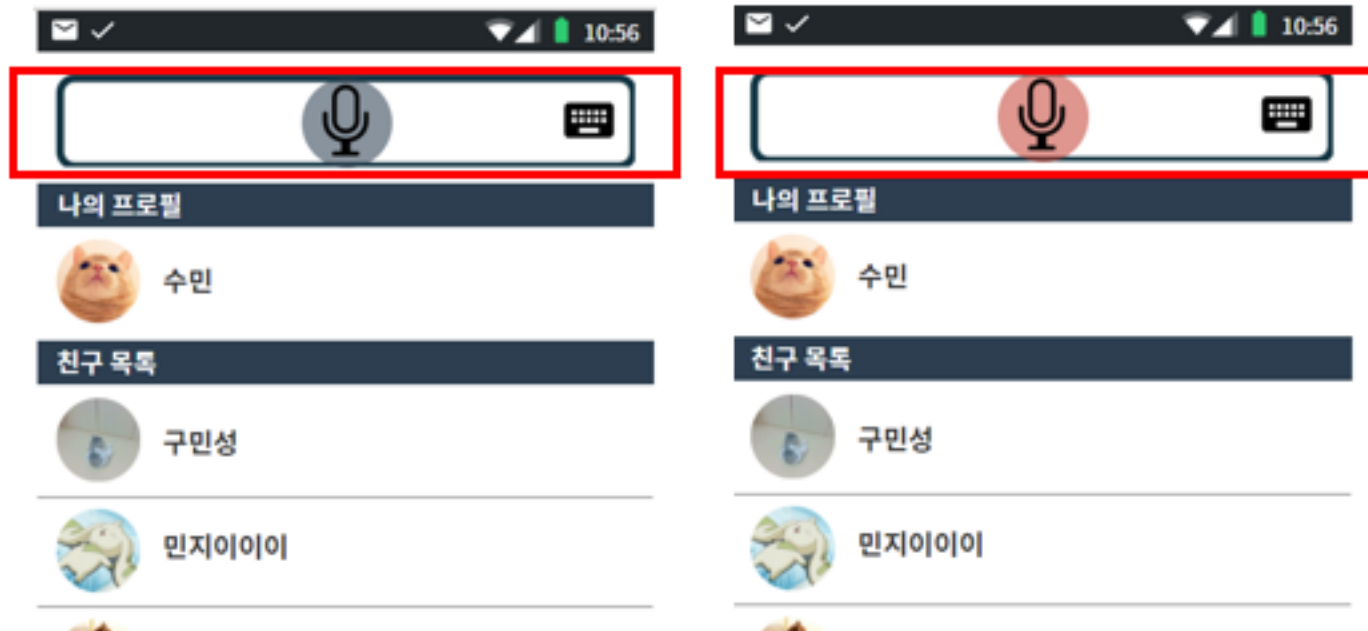 10:56
나의 프로필
수민
친구 목록
구민성
민지이이이
10:56
나의 프로필
수민
친구 목록
구민성
민지이이이